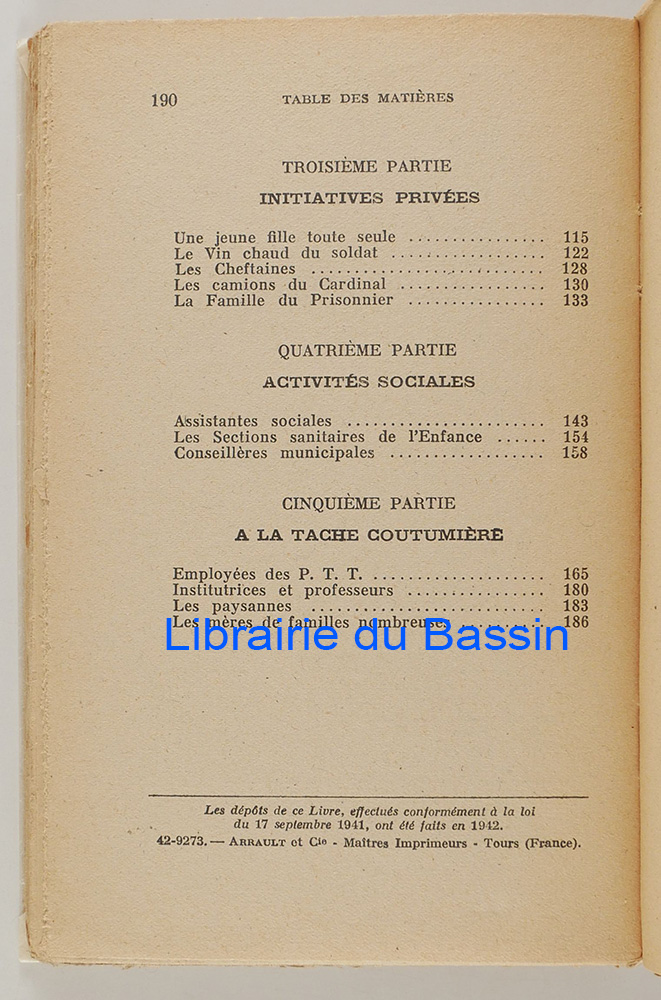 190 TABLE DES MATIÈRES
TROISIÈME PARTIE
INITIATIVES PRIVÉES
Une jeune fille toute seule ................ 115
Le Vin chaud du soldat .................. 122
Les Cheftaines ........................... 128
Les camions du Cardinal ................. 130
La Famille du Prisonnier ................ 133
QUATRIÈME PARTIE
ACTIVITÉS SOCIALES
Assistantes sociales ....................... 143
Les Sections sanitaires de l'Enfance ...... 154
Conseillères municipales .................. 158
CINQUIÈME PARTIE
A LA TACHE COUTUMIÈRE
Employées des P. T. T. .................... 165
Institutrices et professeurs ................ 180
Les paysannes ........................... 183
Les mères de familles nombreuses .......... 186
Librairie du Bassin
Les dépôts de ce Livre, effectués conformément à la loi
du 17 septembre 1941, ont été faits en 1942.
42-9273. — ARRAULT et Cie - Maîtres Imprimeurs - Tours (France).